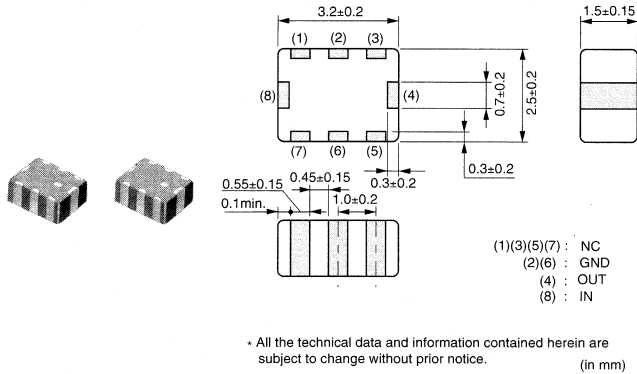 3.2±0.2
1.5±0.15
(1) (2) (3)
(8) (4)
0.7±0.2
2.5±0.2
(7) (6) (5)
0.3±0.2
0.3±0.2
0.45±0.15
0.55±0.15
1.0±0.2
0.1min.
(1)(3)(5)(7) : NC
(2)(6) : GND
(4) : OUT
(8) : IN
* All the technical data and information contained herein are
subject to change without prior notice.
(in mm)